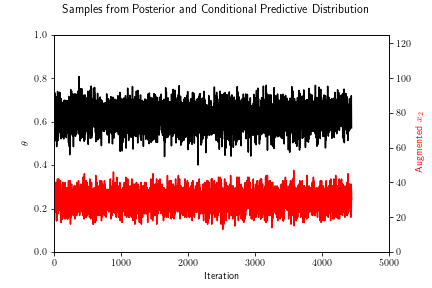 Samples from Posterior and Conditional Predictive Distribution
1.0
0.8
0.6
0.4
0.2
0.0
θ
120
100
80
60
40
20
0
Augmented x₂
0 1000 2000 3000 4000 5000
Iteration